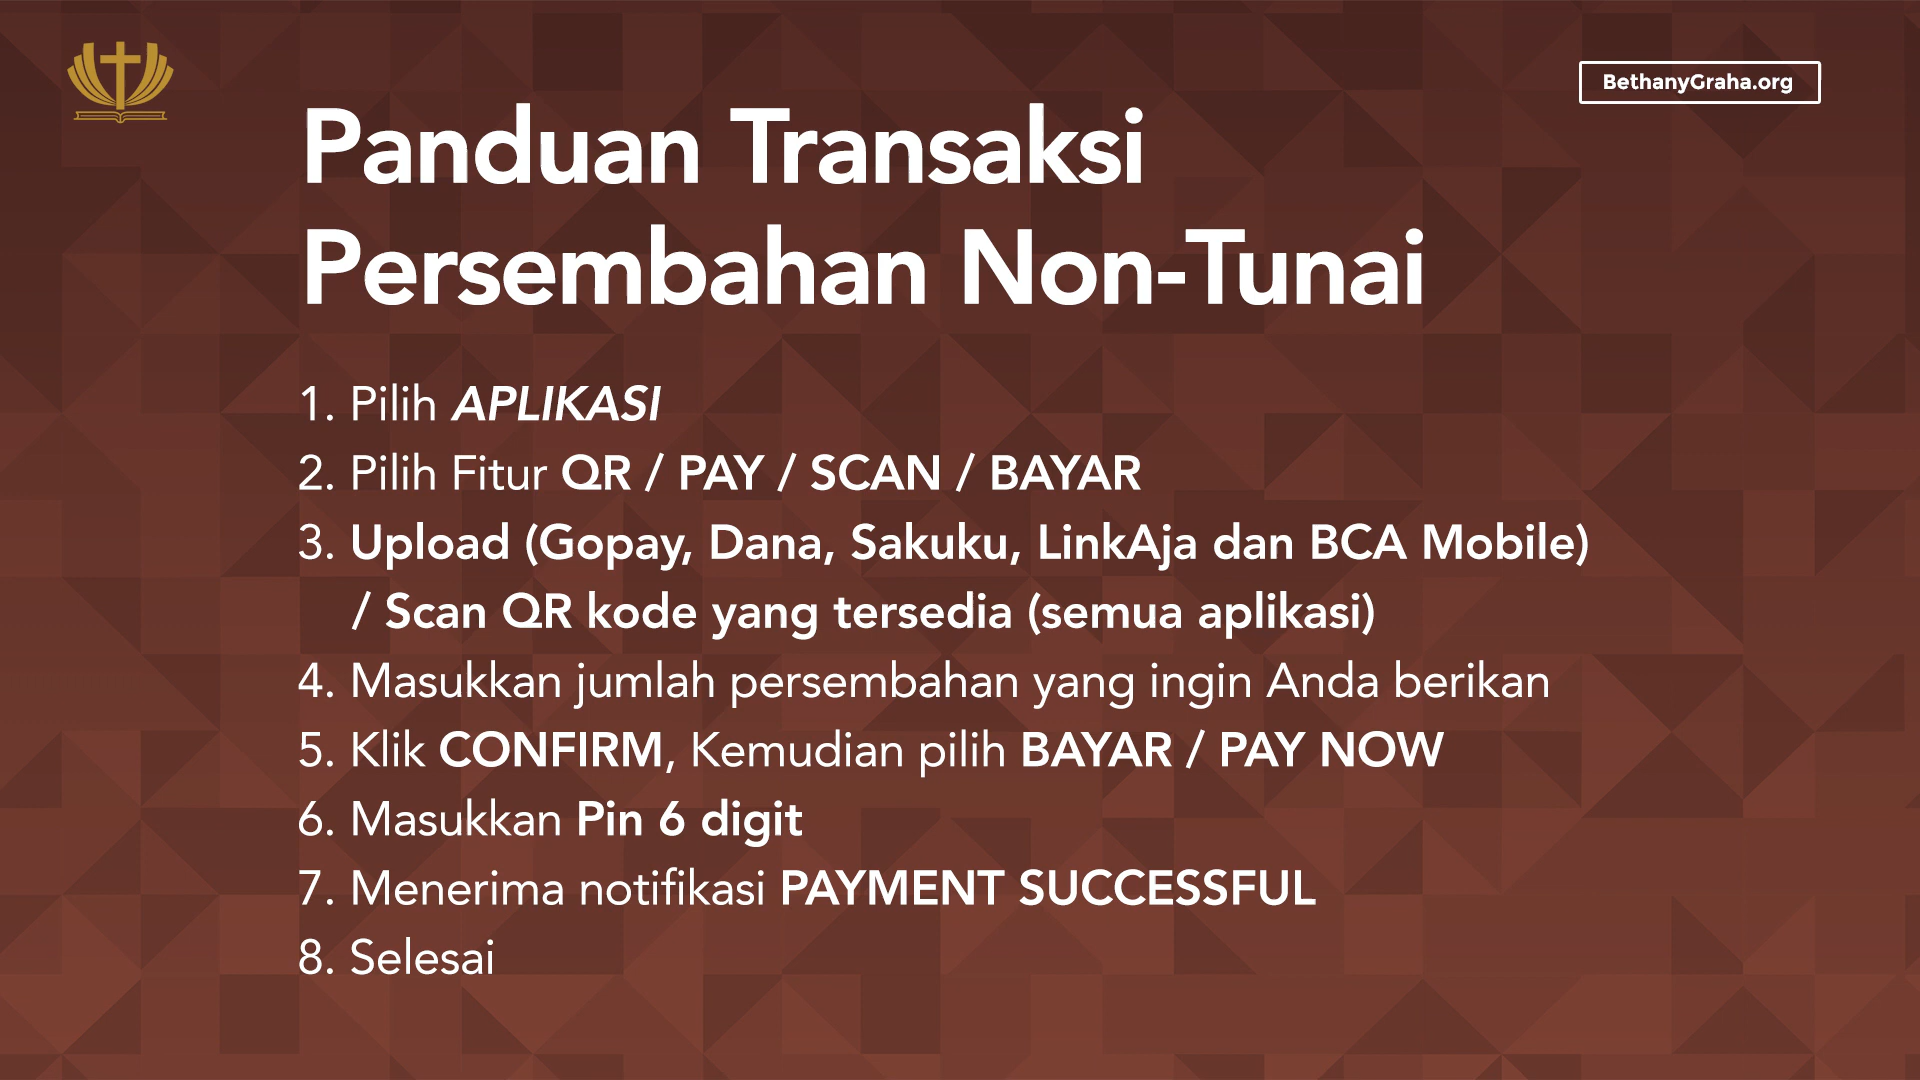 BethanyGraha.org
Panduan Transaksi
Persembahan Non-Tunai
1. Pilih APLIKASI
2. Pilih Fitur QR / PAY / SCAN / BAYAR
3. Upload (Gopay, Dana, Sakuku, LinkAja dan BCA Mobile)
/ Scan QR kode yang tersedia (semua aplikasi)
4. Masukkan jumlah persembahan yang ingin Anda berikan
5. Klik CONFIRM, Kemudian pilih BAYAR / PAY NOW
6. Masukkan Pin 6 digit
7. Menerima notifikasi PAYMENT SUCCESSFUL
8. Selesai